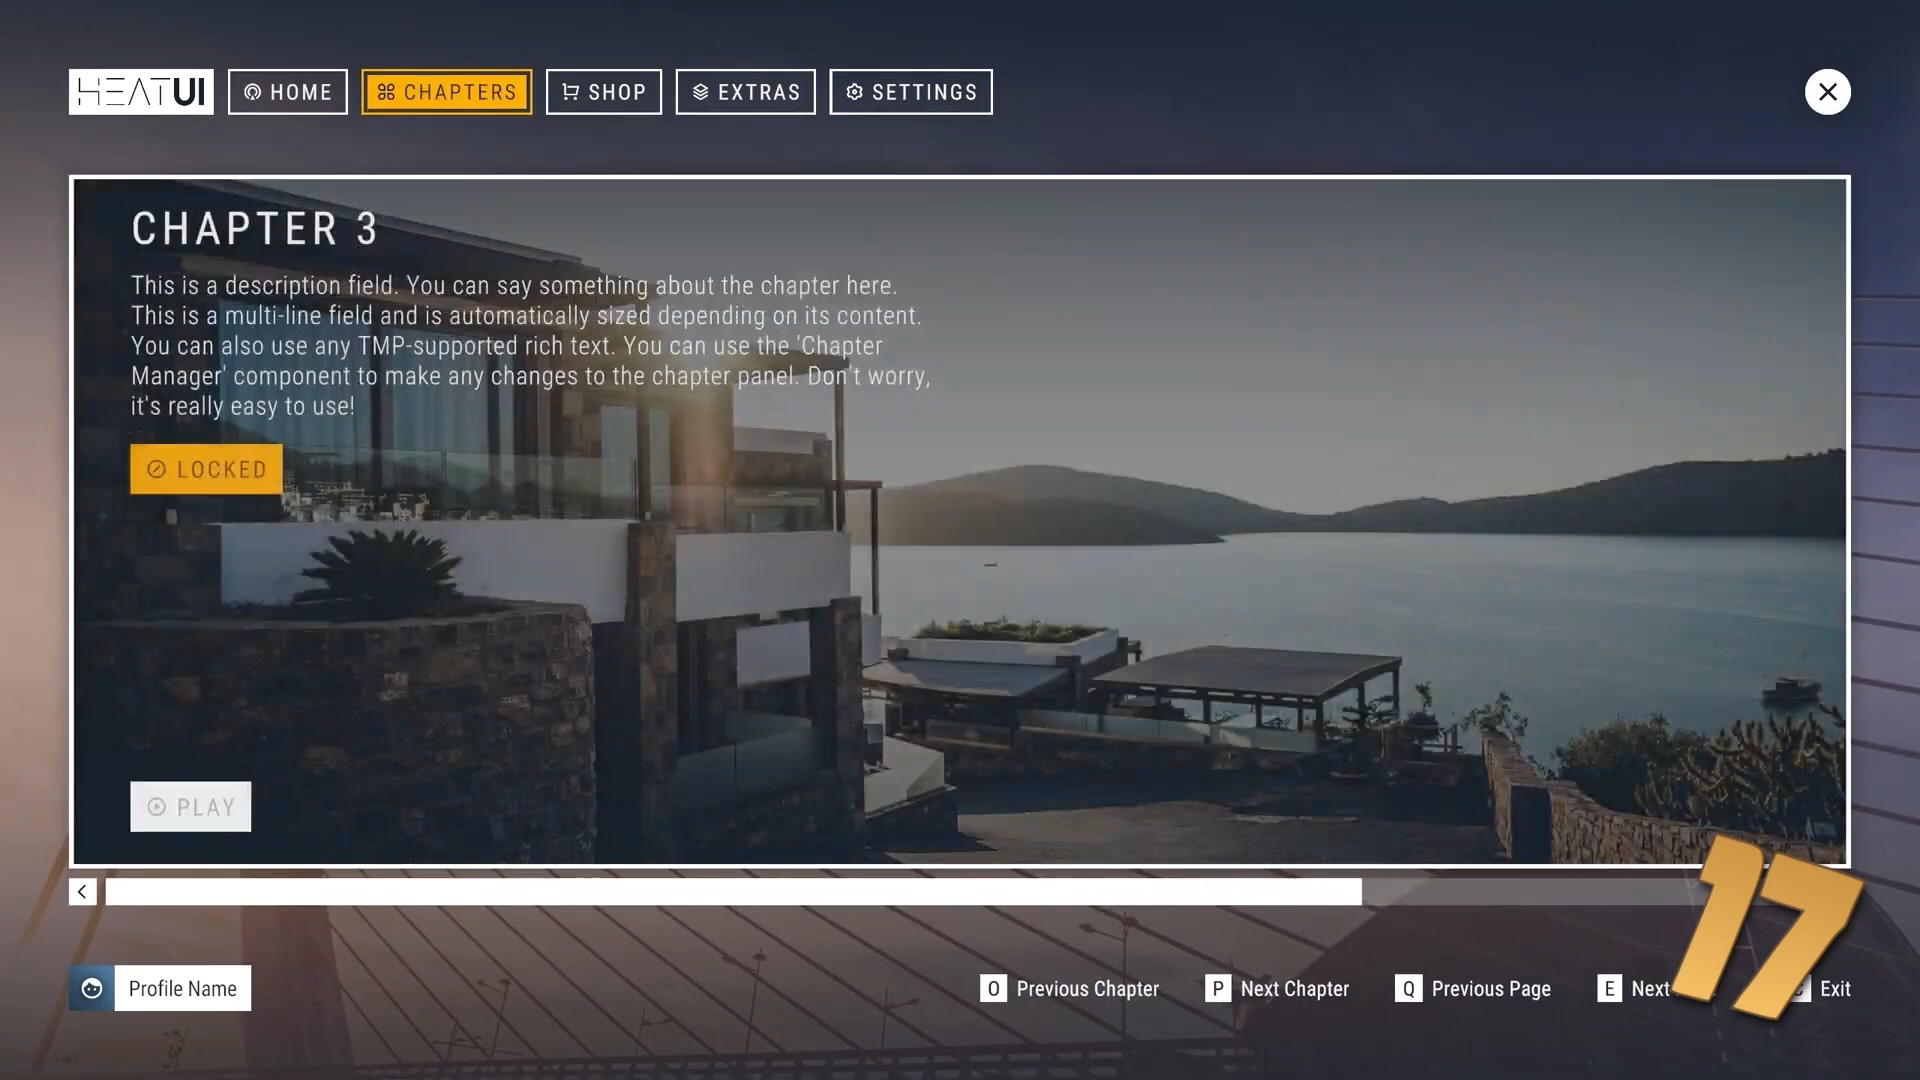 HEATUI
HOME
CHAPTERS
SHOP
EXTRAS
SETTINGS
CHAPTER 3
This is a description field. You can say something about the chapter here.
This is a multi-line field and is automatically sized depending on its content.
You can also use any TMP-supported rich text. You can use the 'Chapter
Manager' component to make any changes to the chapter panel. Don't worry,
it's really easy to use!
LOCKED
PLAY
17
Profile Name
O Previous Chapter
P Next Chapter
Q Previous Page
E Next
Exit